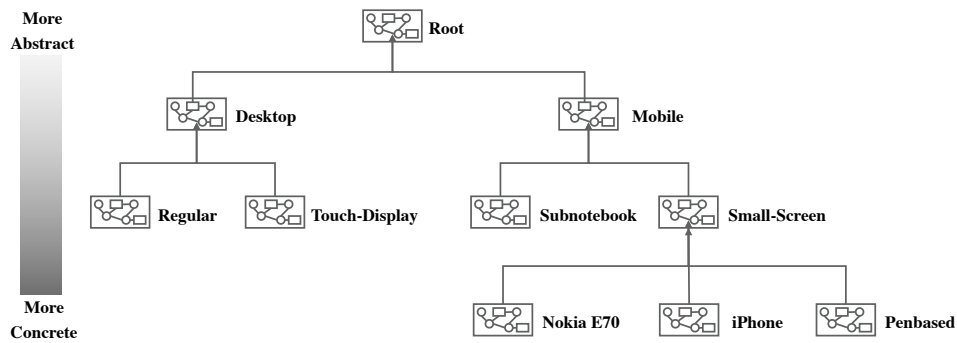 More
Abstract
Root
Desktop
Mobile
Regular
Touch-Display
Subnotebook
Small-Screen
More
Concrete
Nokia E70
iPhone
Penbased